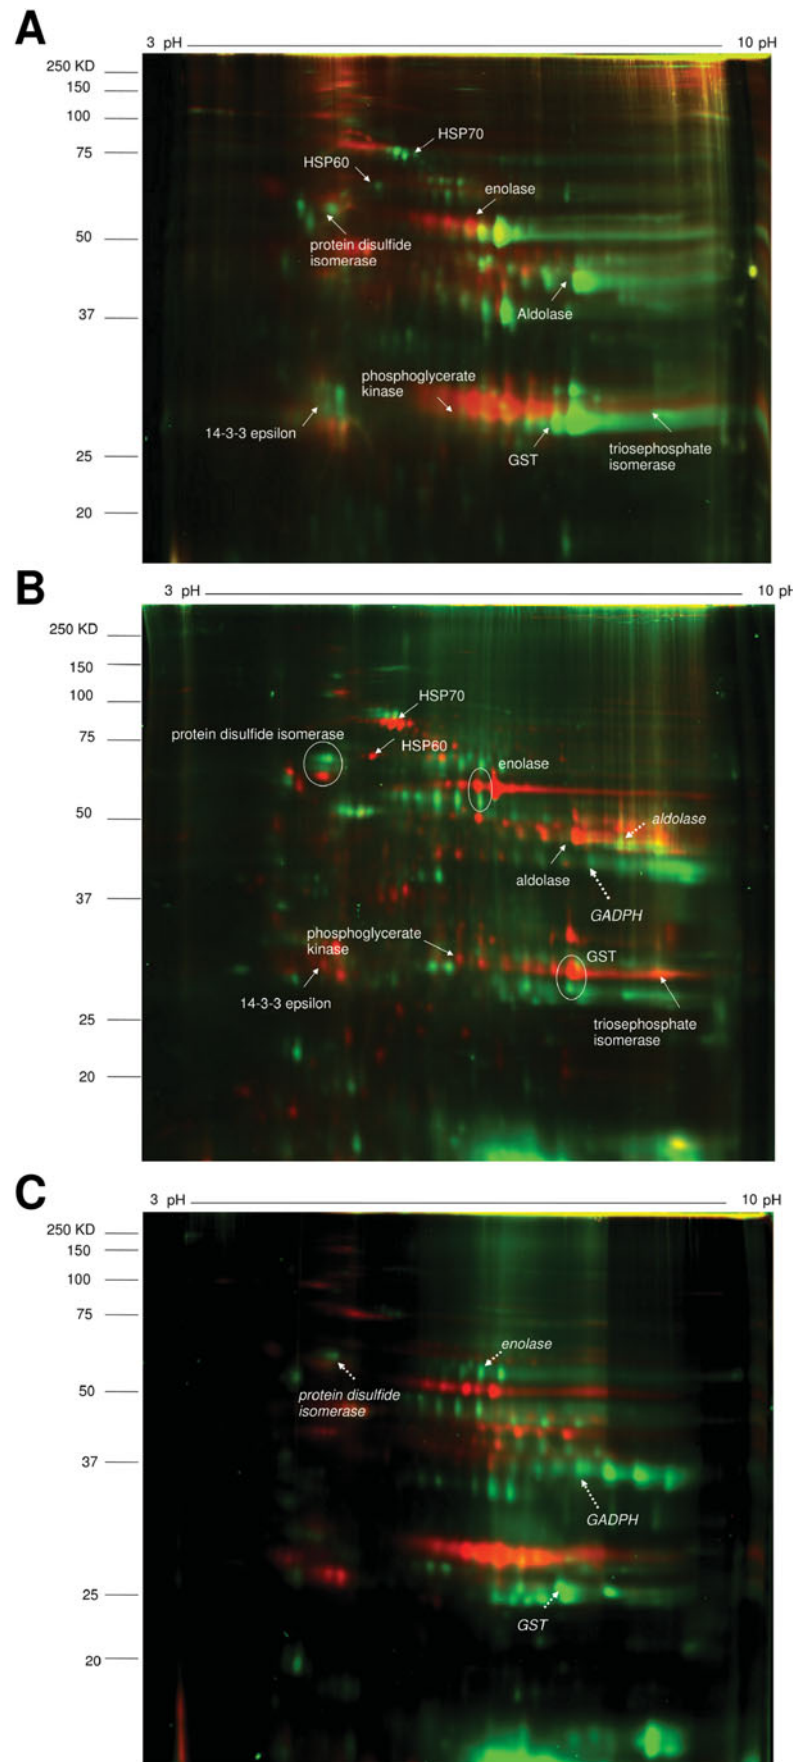 A
3 pH 10 pH
250 KD
150
100
75
50
37
25
20
HSP70
HSP60
enolase
protein disulfide
isomerase
Aldolase
phosphoglycerate
kinase
14-3-3 epsilon
GST
triosephosphate
isomerase
B
3 pH 10 pH
250 KD
150
100
75
50
37
25
20
HSP70
protein disulfide isomerase
HSP60
enolase
aldolase
aldolase
GADPH
phosphoglycerate
kinase
GST
14-3-3 epsilon
triosephosphate
isomerase
C
3 pH 10 pH
250 KD
150
100
75
50
37
25
20
enolase
protein disulfide
isomerase
GADPH
GST